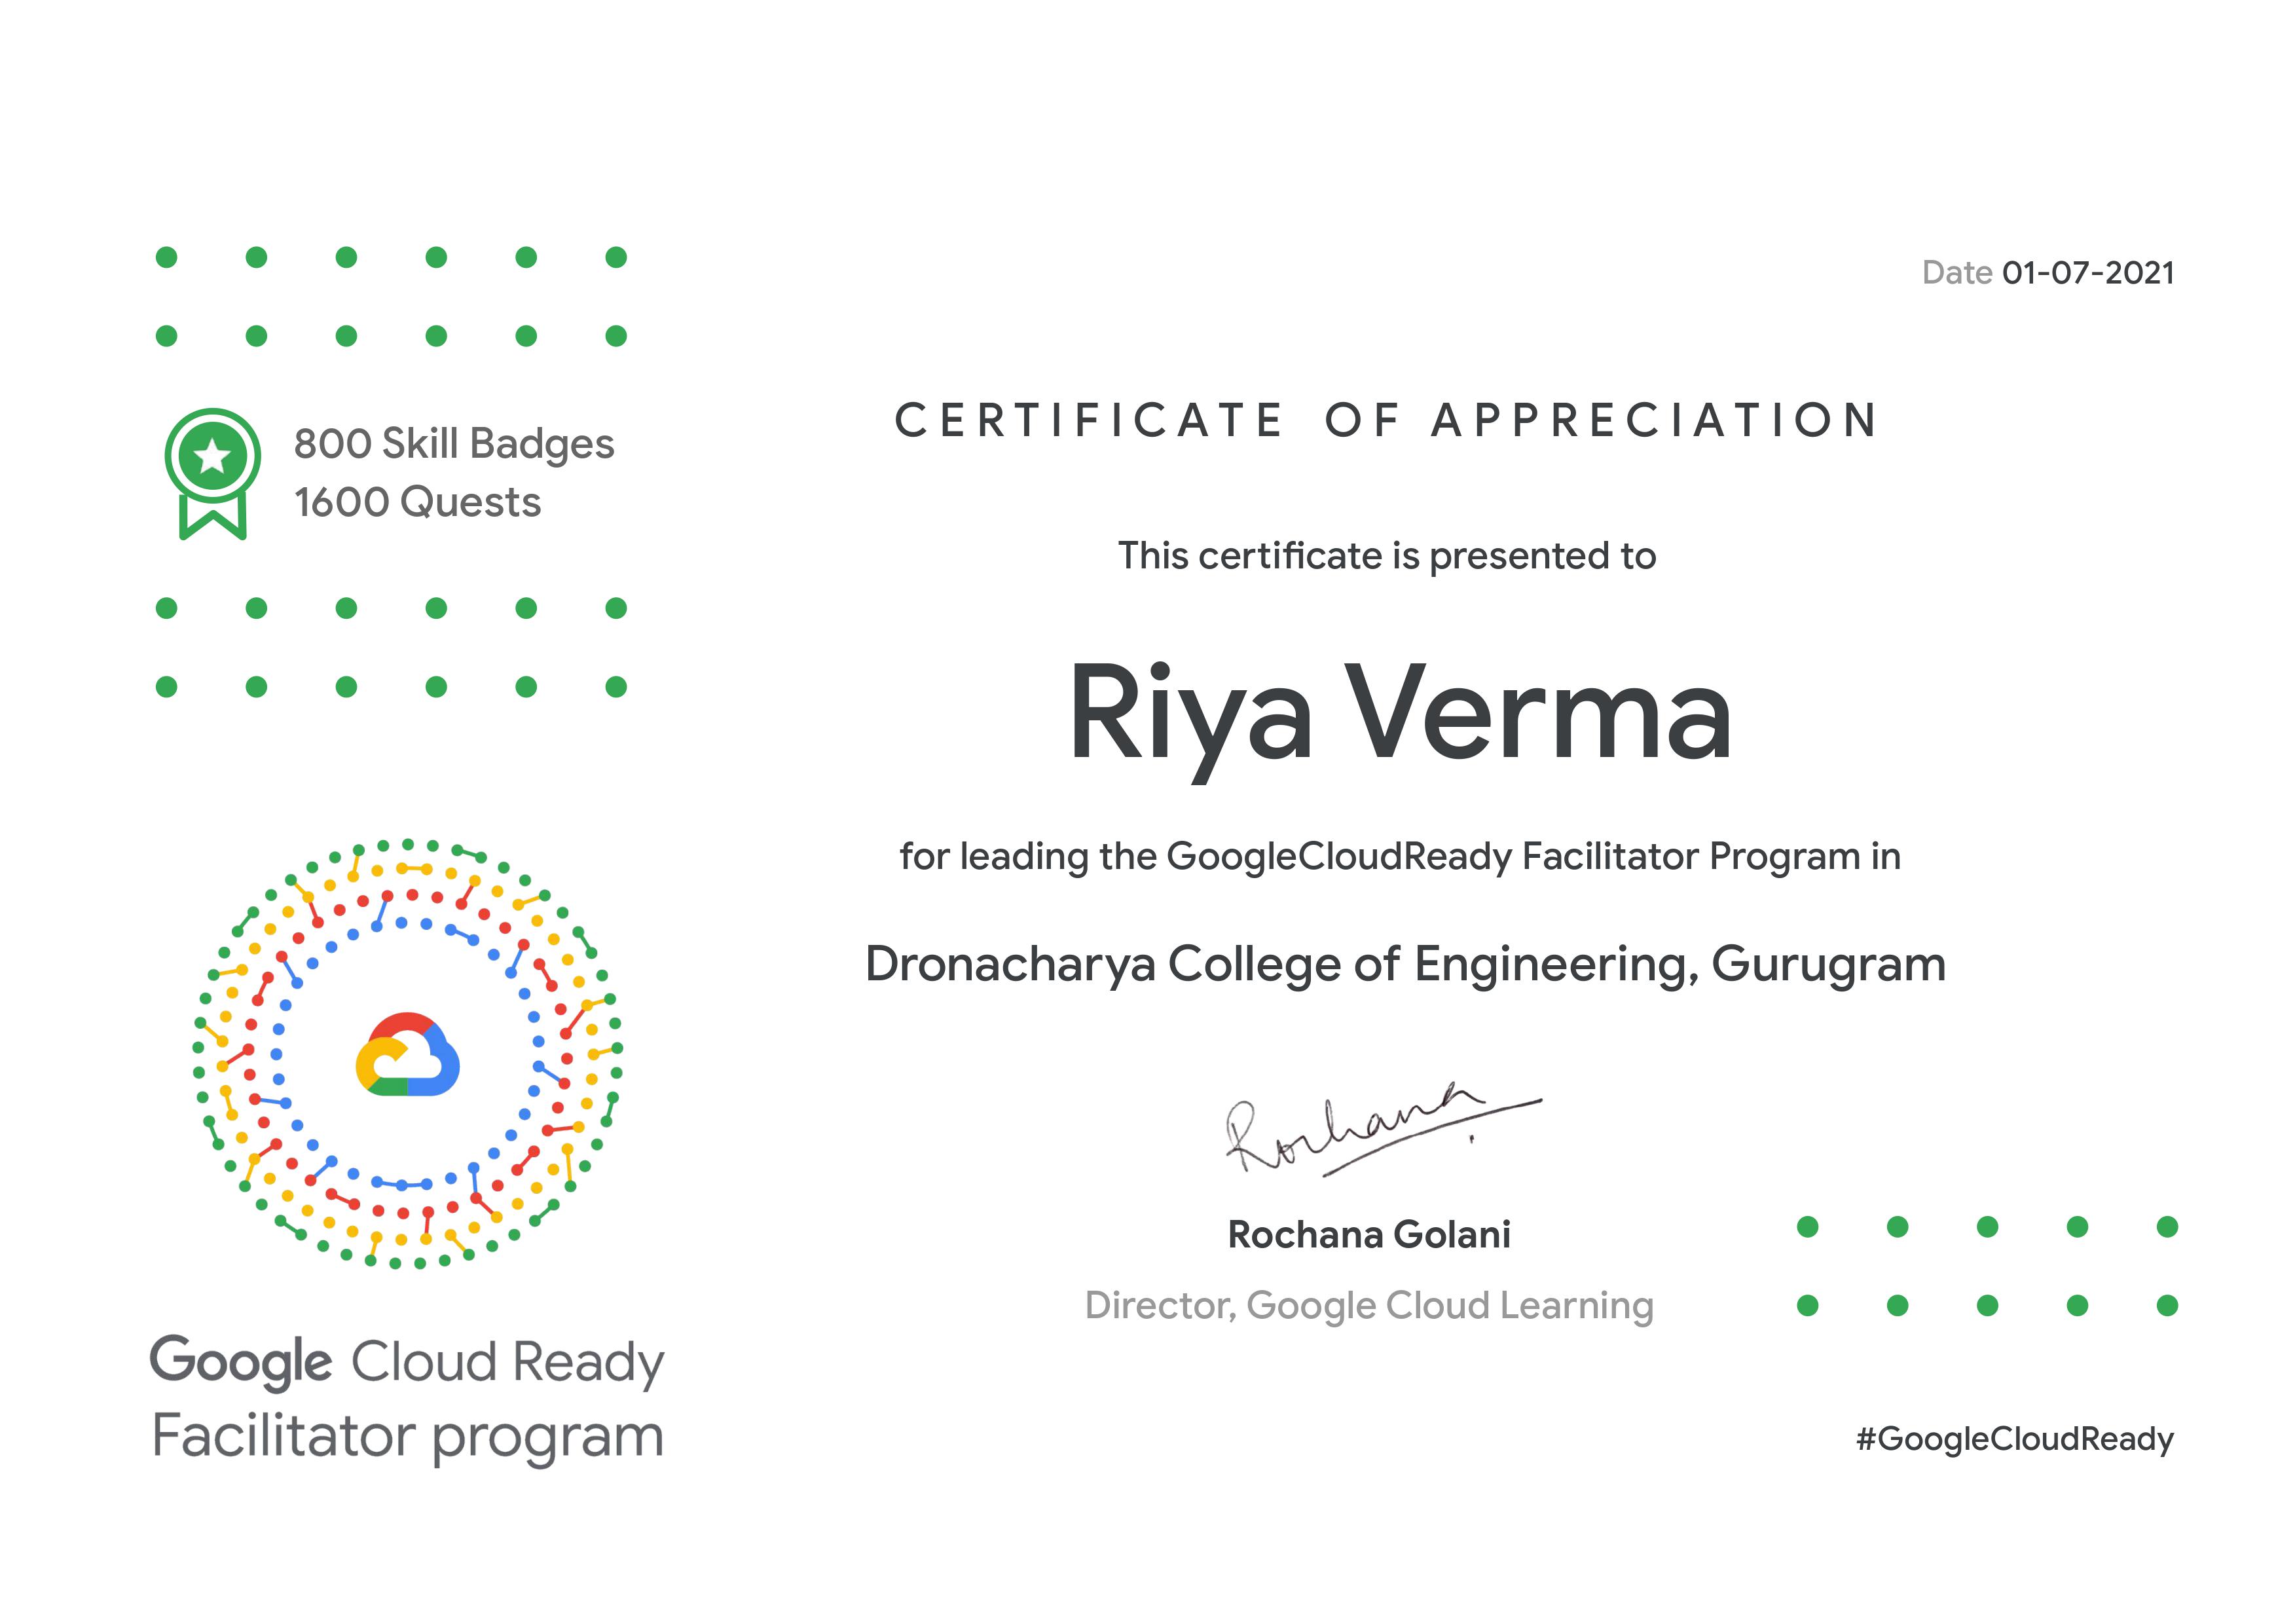 Date 01-07-2021
800 Skill Badges
1600 Quests
CERTIFICATE OF APPRECIATION
This certificate is presented to
Riya Verma
for leading the GoogleCloudReady Facilitator Program in
Dronacharya College of Engineering, Gurugram
Rochana
Rochana Golani
Director, Google Cloud Learning
Google Cloud Ready
Facilitator program
#GoogleCloudReady